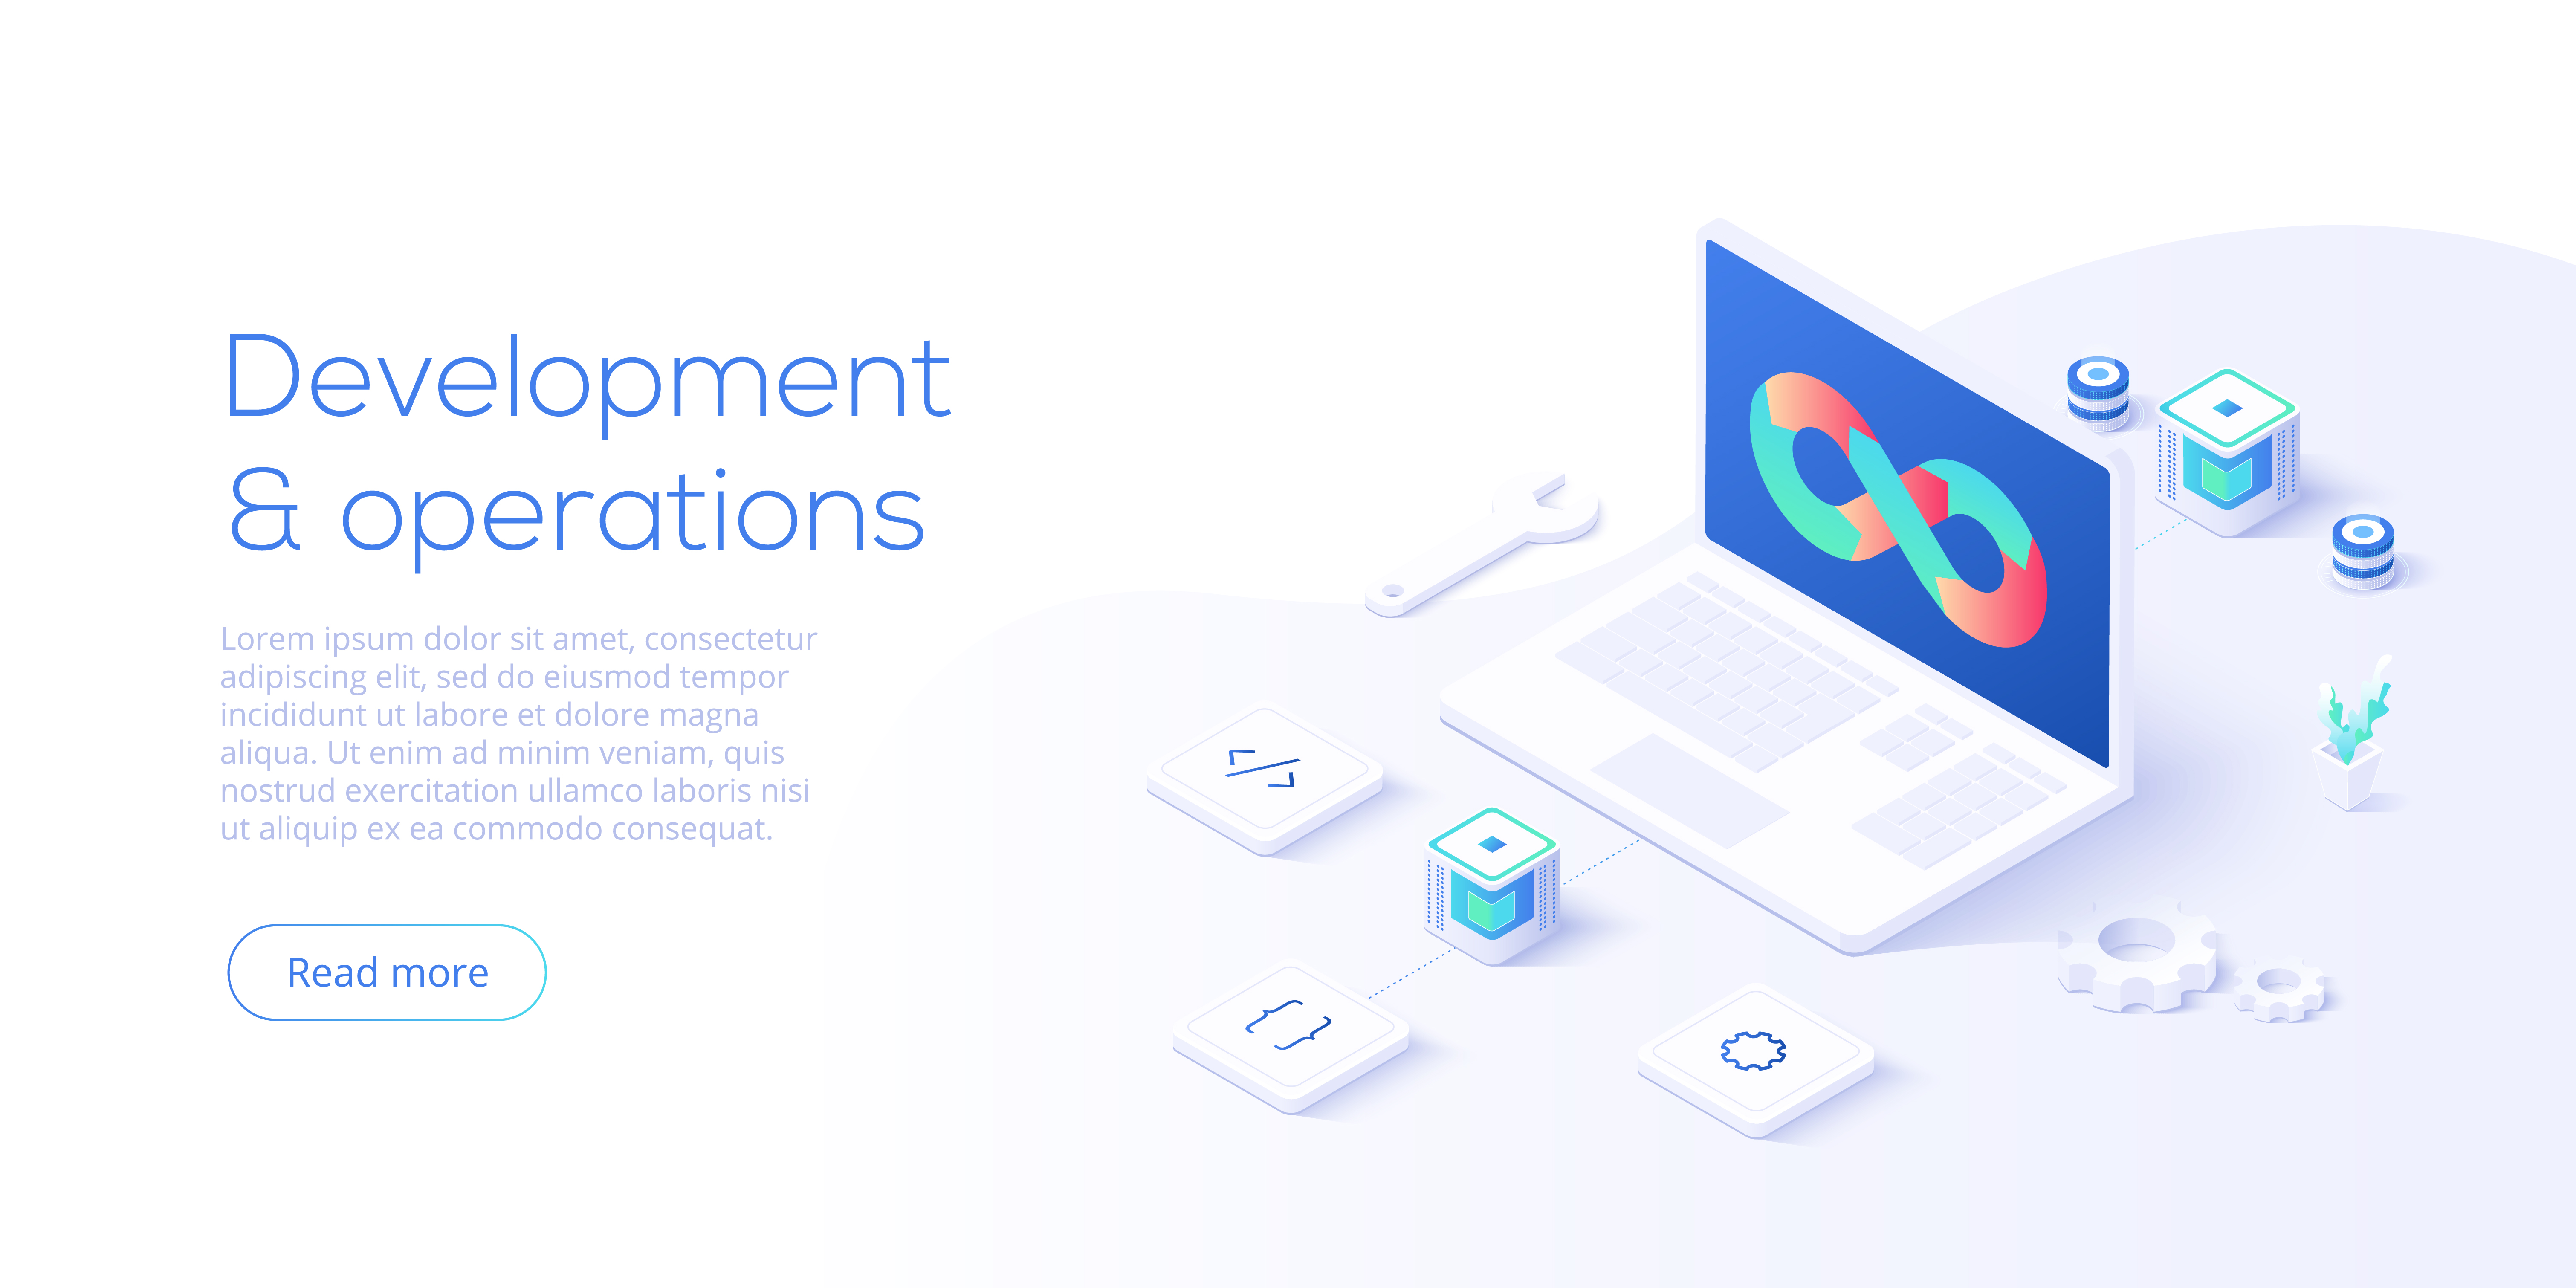 Development
& operations
Lorem ipsum dolor sit amet, consectetur
adipiscing elit, sed do eiusmod tempor
incididunt ut labore et dolore magna
aliqua. Ut enim ad minim veniam, quis
nostrud exercitation ullamco laboris nisi
ut aliquip ex ea commodo consequat.
Read more
</>
{ }